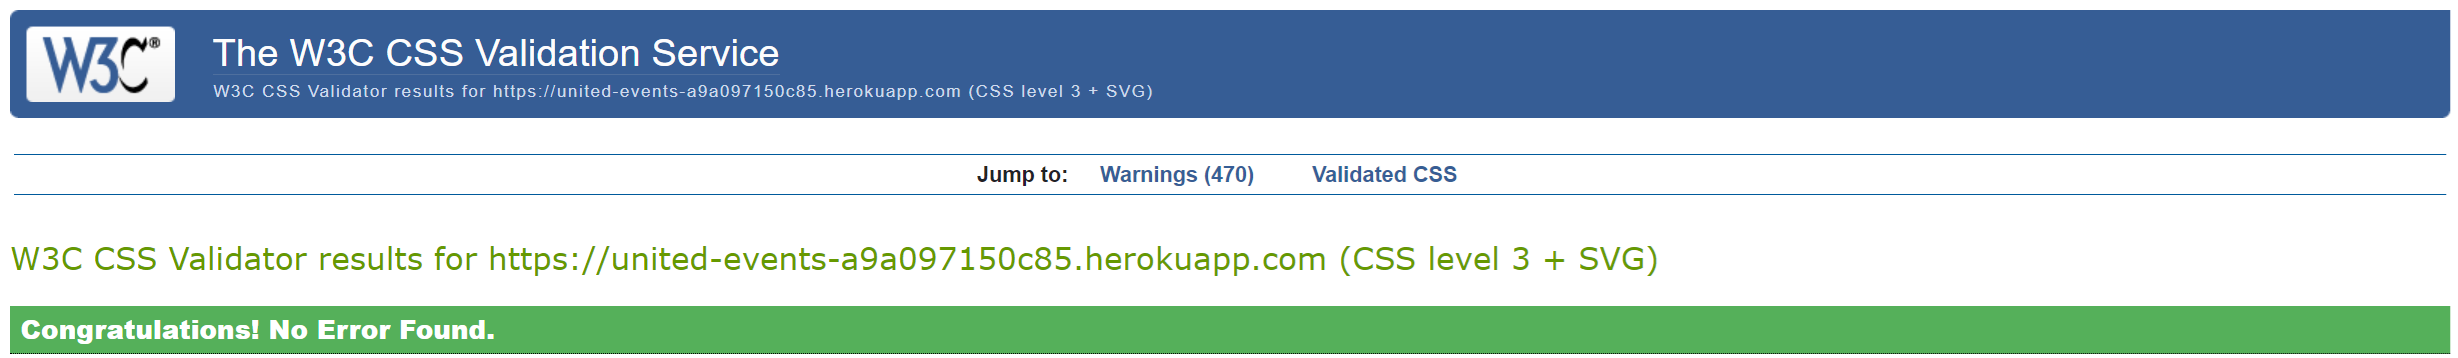 W3C®
The W3C CSS Validation Service
W3C CSS Validator results for https://united-events-a9a097150c85.herokuapp.com (CSS level 3 + SVG)
Jump to: Warnings (470) Validated CSS
W3C CSS Validator results for https://united-events-a9a097150c85.herokuapp.com (CSS level 3 + SVG)
Congratulations! No Error Found.